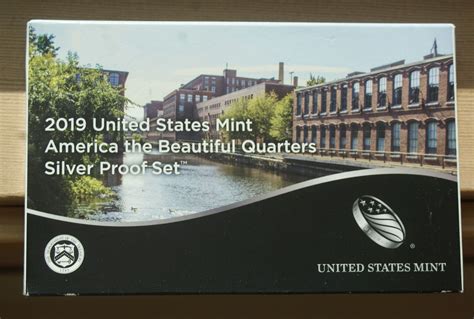 2019 United States Mint
America the Beautiful Quarters
Silver Proof Set™
UNITED STATES MINT